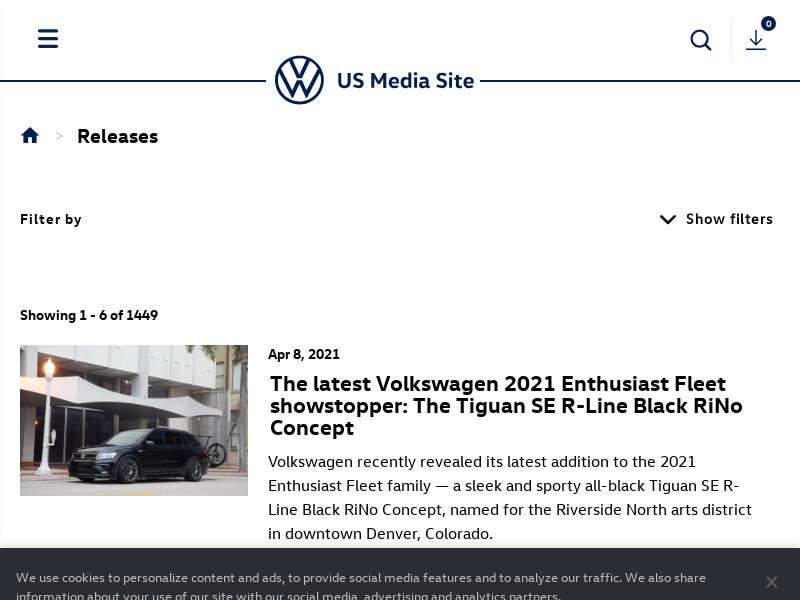 0
US Media Site
> Releases
Filter by
Show filters
Showing 1 - 6 of 1449
Apr 8, 2021
The latest Volkswagen 2021 Enthusiast Fleet
showstopper: The Tiguan SE R-Line Black RiNo
Concept
Volkswagen recently revealed its latest addition to the 2021
Enthusiast Fleet family — a sleek and sporty all-black Tiguan SE R-
Line Black RiNo Concept, named for the Riverside North arts district
in downtown Denver, Colorado.
We use cookies to personalize content and ads, to provide social media features and to analyze our traffic. We also share
information about your use of our site with our social media, advertising and analytics partners.